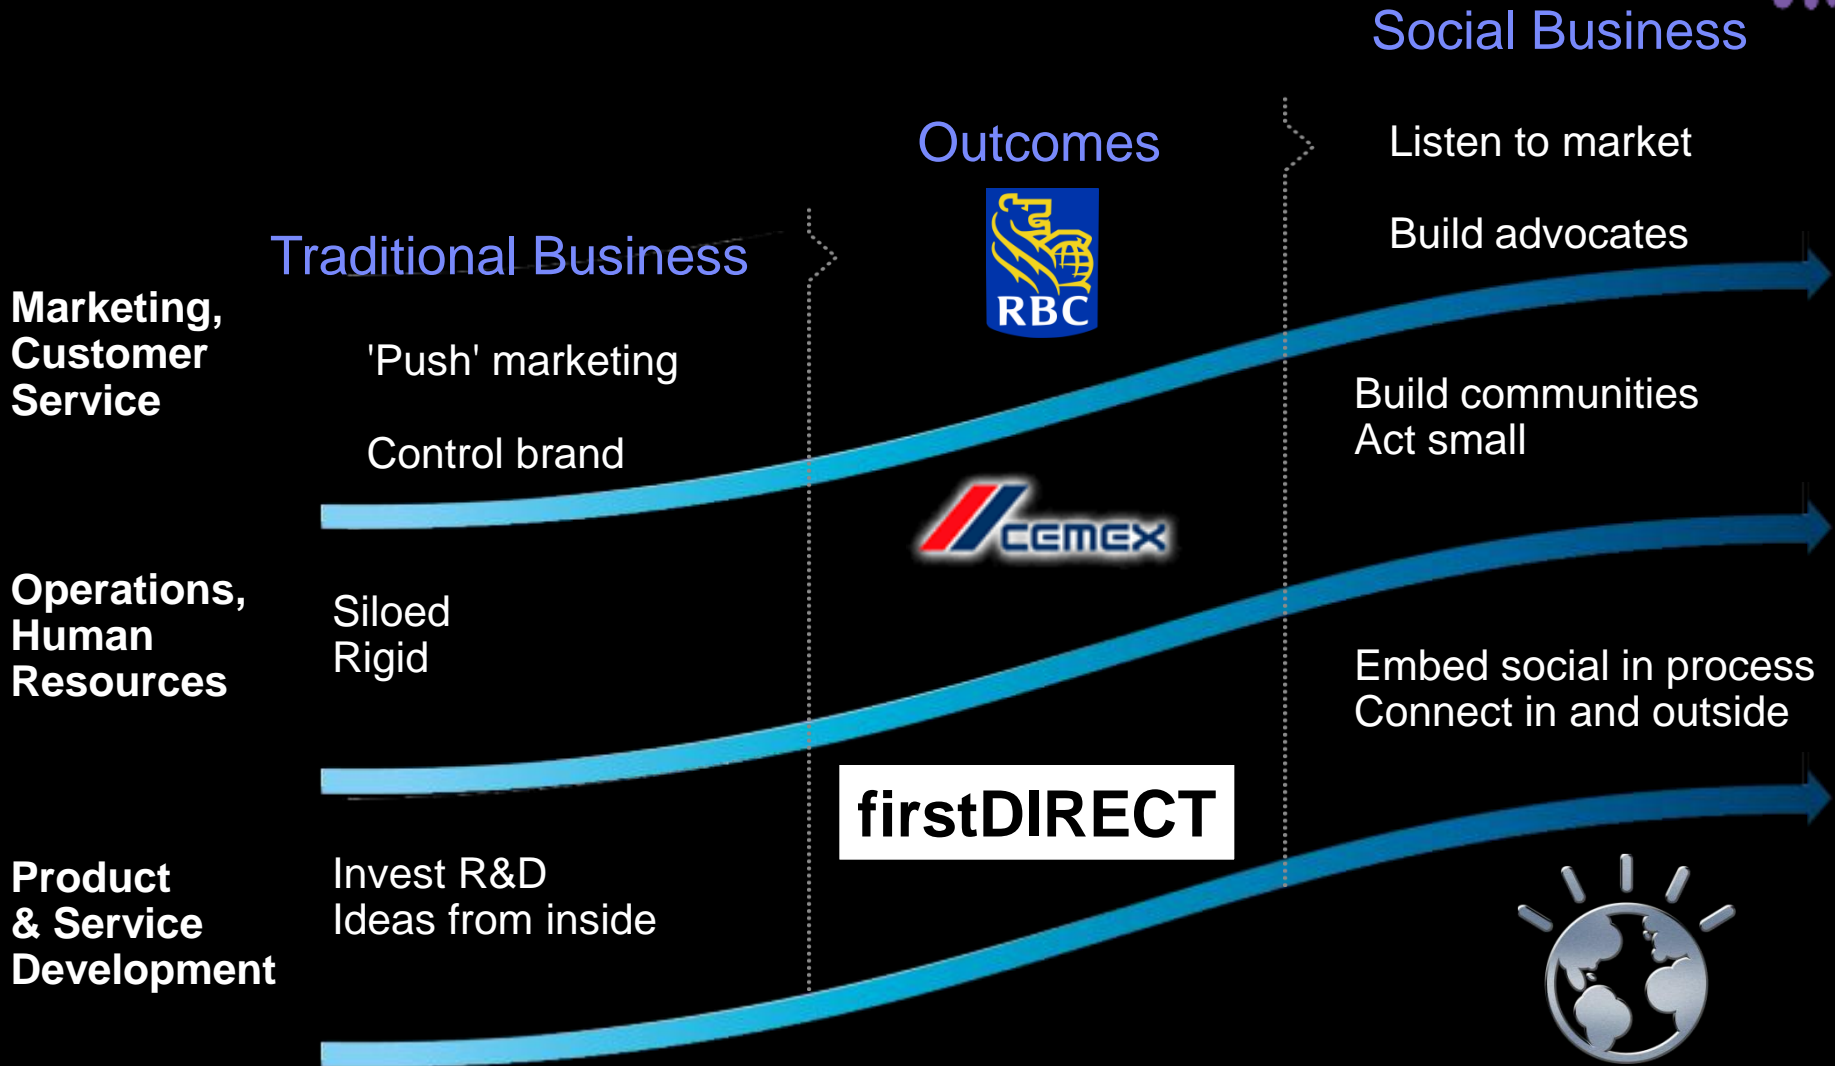 Social Business
Outcomes
Traditional Business
Listen to market
Build advocates
RBC
Marketing,
Customer
Service
'Push' marketing
Control brand
Build communities
Act small
CEMEX
Operations,
Human
Resources
Siloed
Rigid
Embed social in process
Connect in and outside
firstDIRECT
Product
& Service
Development
Invest R&D
Ideas from inside